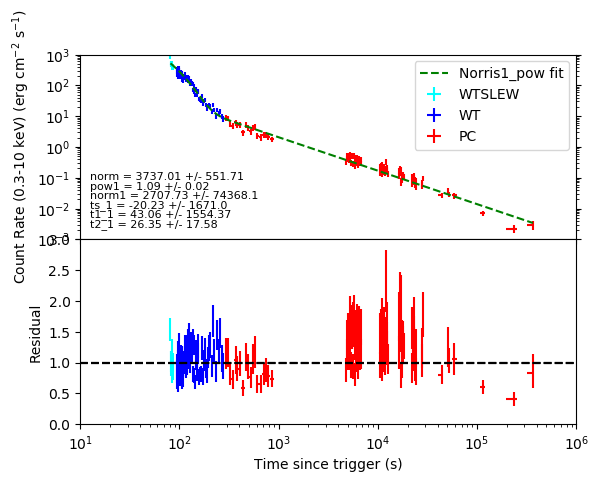 Count Rate (0.3-10 keV) (erg cm⁻² s⁻¹)
10³
10²
10¹
10⁰
10⁻¹
10⁻²
10⁻³
Norris1_pow fit
WTSLEW
WT
PC
norm = 3737.01 +/- 551.71
pow1 = 1.09 +/- 0.02
norm1 = 2707.73 +/- 74368.1
ts_1 = -20.23 +/- 1671.0
t1_1 = 43.06 +/- 1554.37
t2_1 = 26.35 +/- 17.58
Residual
3.0
2.5
2.0
1.5
1.0
0.5
0.0
10¹ 10² 10³ 10⁴ 10⁵ 10⁶
Time since trigger (s)